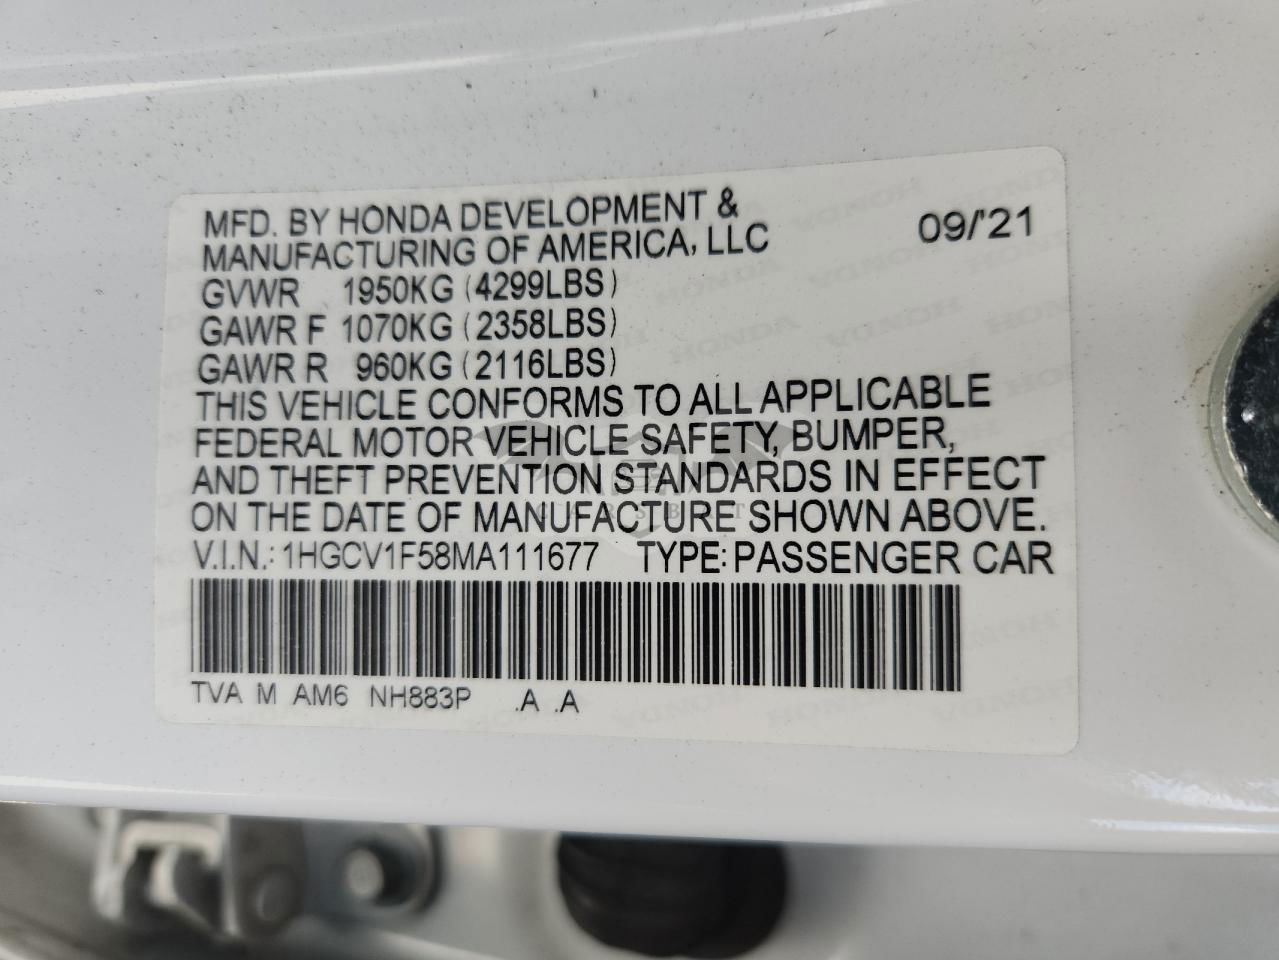 MFD. BY HONDA DEVELOPMENT &
MANUFACTURING OF AMERICA, LLC
09/'21
GVWR 1950KG (4299LBS)
GAWR F 1070KG (2358LBS)
GAWR R 960KG (2116LBS)
THIS VEHICLE CONFORMS TO ALL APPLICABLE
FEDERAL MOTOR VEHICLE SAFETY, BUMPER,
AND THEFT PREVENTION STANDARDS IN EFFECT
ON THE DATE OF MANUFACTURE SHOWN ABOVE.
V.I.N.: 1HGCV1F58MA111677 TYPE: PASSENGER CAR
TVA M AM6 NH883P .A .A